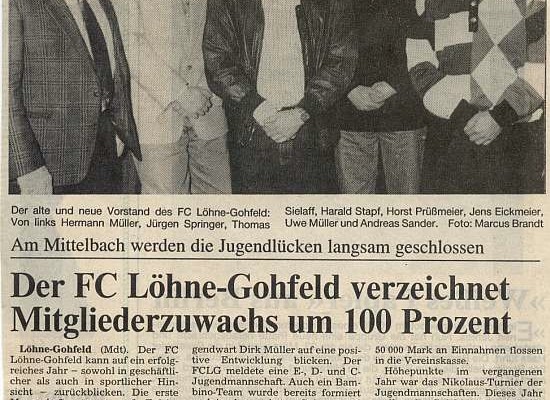 Der alte und neue Vorstand des FC Löhne-Gohfeld:
Von links Hermann Müller, Jürgen Springer, Thomas
Sielaff, Harald Stapf, Horst Prüßmeier, Jens Eickmeier,
Uwe Müller und Andreas Sander. Foto: Marcus Brandt
Am Mittelbach werden die Jugendlücken langsam geschlossen
Der FC Löhne-Gohfeld verzeichnet
Mitgliederzuwachs um 100 Prozent
Löhne-Gohfeld (Mdt). Der FC
Löhne-Gohfeld kann auf ein erfolg-
reiches Jahr – sowohl in geschäftli-
cher als auch in sportlicher Hin-
sicht – zurückblicken. Die erste
gendwart Dirk Müller auf eine posi-
tive Entwicklung blicken. Der
FCLG meldete eine E-, D- und C-
Jugendmannschaft. Auch ein Bam-
bino-Team wurde bereits formiert
50 000 Mark an Einnahmen flossen
in die Vereinskasse.
Höhepunkte im vergangenen
Jahr war das Nikolaus-Turnier der
Jugendmannschaften. Dieses Jahr